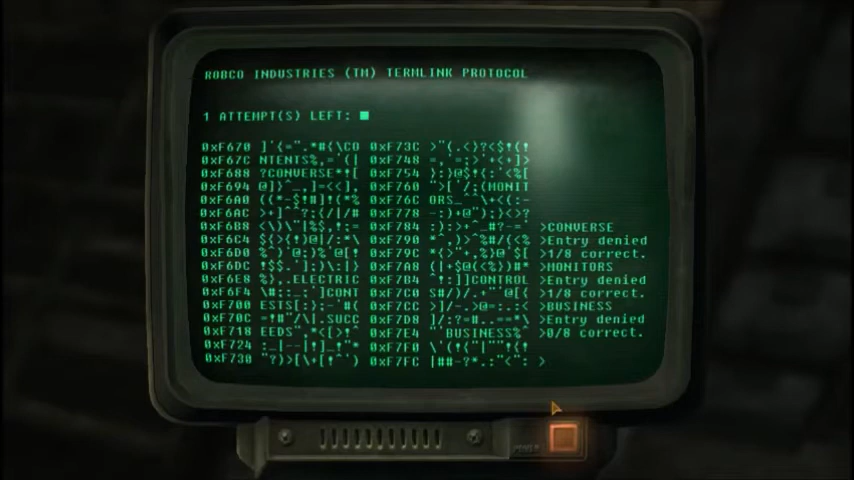 ROBCO INDUSTRIES (TM) TERMLINK PROTOCOL
1 ATTEMPT(S) LEFT:
0xF670 ]'{=".*#{\CO 0xF73C >"(.<)?<$!(!
0xF67C NTENTS%,='(| 0xF748 =,'=;>'+<+]>
0xF688 ?CONVERSE*![ 0xF754 };)@$!{:'<%[
0xF694 @]}^_,]=<<], 0xF760 ">['/;(MONIT
0xF6A0 ((*-$!#]!(*% 0xF76C ORS_^^\+<(:-
0xF6AC >+]^^?:{/|/# 0xF778 -:)+@");}<>?
0xF6B8 <\)\"|%$,!:= 0xF784 :):>+^_#?-=' >CONVERSE
0xF6C4 ${>{!)@|/:*\ 0xF790 *^,)>^%#/(<% >Entry denied
0xF6D0 %^)'@;)%'@[! 0xF79C *{>"+,%}@'$[ >1/8 correct.
0xF6DC !$$.'];)\:|} 0xF7A8 (|+$@(<%})#* >MONITORS
0xF6E8 %},.ELECTRIC 0xF7B4 ^!:]]CONTROL >Entry denied
0xF6F4 \#::_:']CONT 0xF7C0 S#/)/.+"'@[{ >1/8 correct.
0xF700 ESTS[;}:-'#( 0xF7CC >]/-.>@=:.:< >BUSINESS
0xF70C =!#"/\|.SUCC 0xF7D8 ]/:?=#..==*\ >Entry denied
0xF718 EEDS",*<[>!^ 0xF7E4 "'BUSINESS%^ >0/8 correct.
0xF724 :_|--|!]_!"* 0xF7F0 \'(!{"|""!{!
0xF730 "?)>[\+[!^') 0xF7FC |##-?*.:"<": >